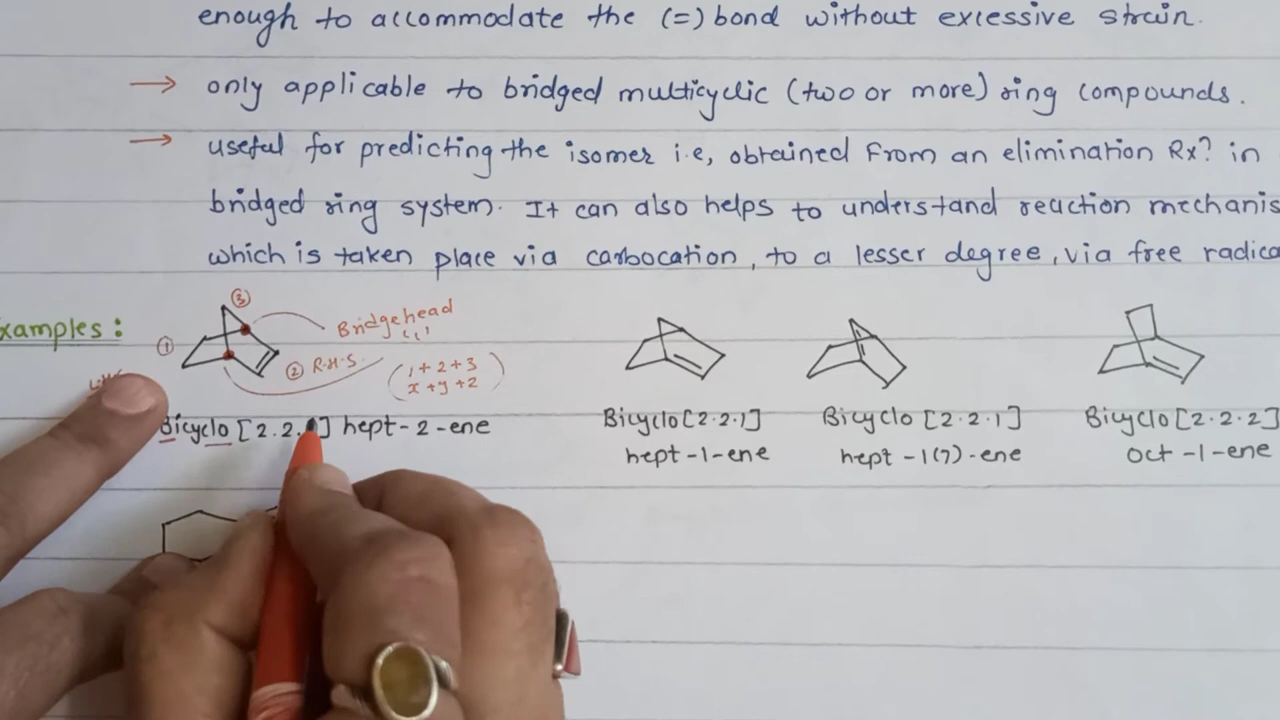 enough to accommodate the (=) bond without excessive strain.
→ only applicable to bridged multicyclic (two or more) ring compounds.
→ useful for predicting the isomer i.e, obtained From an elimination Rx? in
bridged ring system. It can also helps to understand reaction mechanis
which is taken place via carbocation, to a lesser degree, via free radica
xamples:
③
①
Bridgehead
② R.H.S.
1+2+3
x+y+z
Bicyclo [2.2. ] hept-2-ene
Bicyclo[2.2.1]
hept-1-ene
Bicyclo [2.2.1]
hept-1(7)-ene
Bicyclo[2.2.2]
oct-1-ene